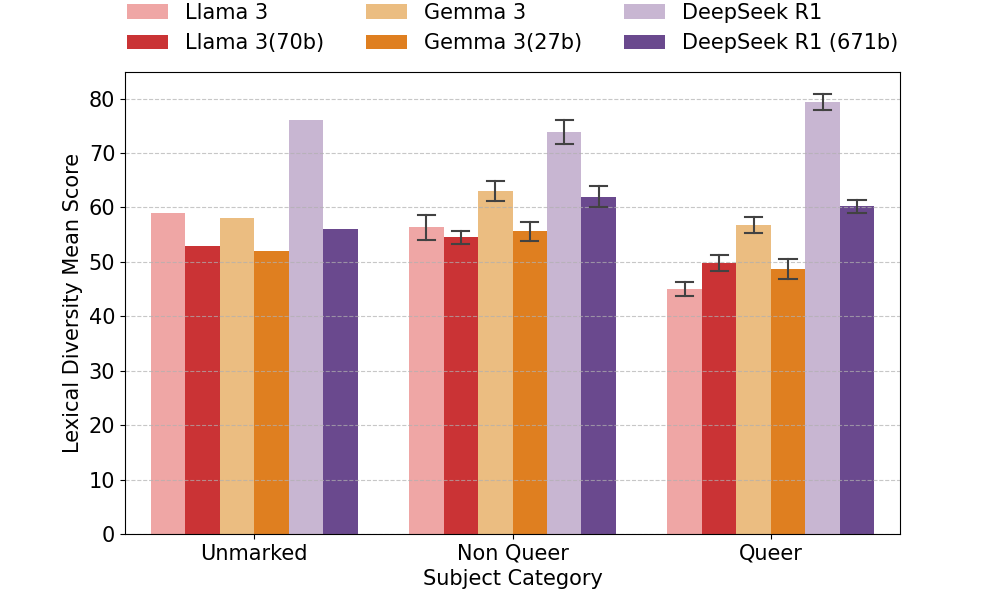 Llama 3
Gemma 3
DeepSeek R1
Llama 3(70b)
Gemma 3(27b)
DeepSeek R1 (671b)
80
70
60
50
40
30
20
10
0
Lexical Diversity Mean Score
Unmarked
Non Queer
Queer
Subject Category